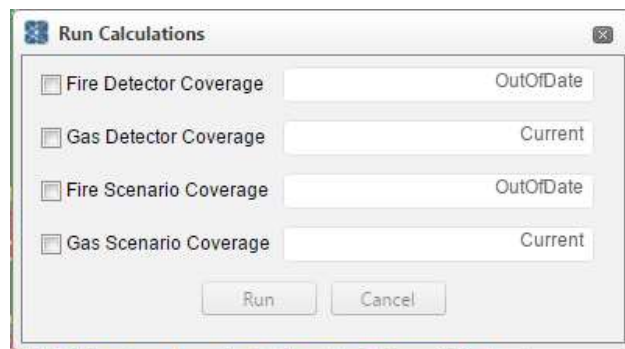 Run Calculations
Fire Detector Coverage OutOfDate
Gas Detector Coverage Current
Fire Scenario Coverage OutOfDate
Gas Scenario Coverage Current
Run Cancel